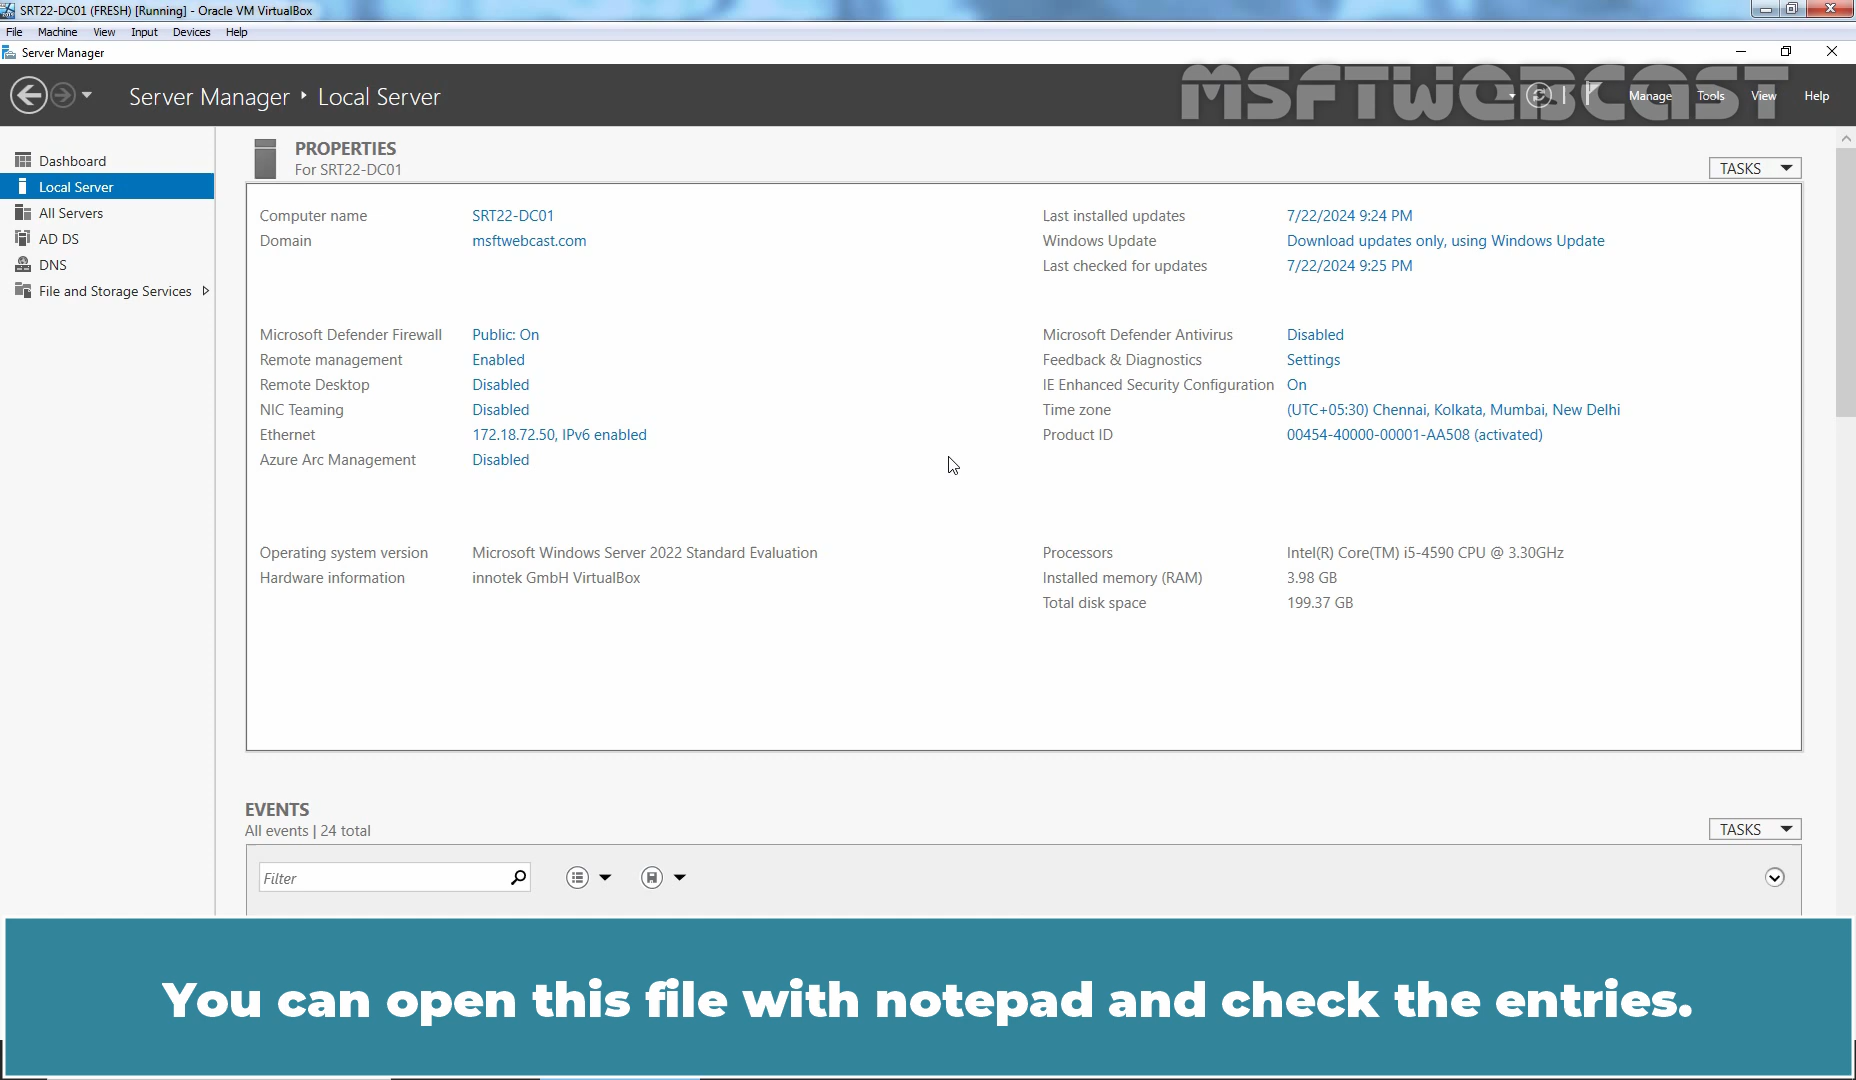 SRT22-DC01 (FRESH) [Running] - Oracle VM VirtualBox
File Machine View Input Devices Help
Server Manager
Server Manager Local Server
MSFTWEBCAST
Manage Tools View Help
Dashboard
Local Server
All Servers
AD DS
DNS
File and Storage Services
PROPERTIES
For SRT22-DC01
TASKS
Computer name SRT22-DC01
Domain msftwebcast.com
Last installed updates 7/22/2024 9:24 PM
Windows Update Download updates only, using Windows Update
Last checked for updates 7/22/2024 9:25 PM
Microsoft Defender Firewall Public: On
Remote management Enabled
Remote Desktop Disabled
NIC Teaming Disabled
Ethernet 172.18.72.50, IPv6 enabled
Azure Arc Management Disabled
Microsoft Defender Antivirus Disabled
Feedback & Diagnostics Settings
IE Enhanced Security Configuration On
Time zone (UTC+05:30) Chennai, Kolkata, Mumbai, New Delhi
Product ID 00454-40000-00001-AA508 (activated)
Operating system version Microsoft Windows Server 2022 Standard Evaluation
Hardware information innotek GmbH VirtualBox
Processors Intel(R) Core(TM) i5-4590 CPU @ 3.30GHz
Installed memory (RAM) 3.98 GB
Total disk space 199.37 GB
EVENTS
All events | 24 total
TASKS
Filter
You can open this file with notepad and check the entries.